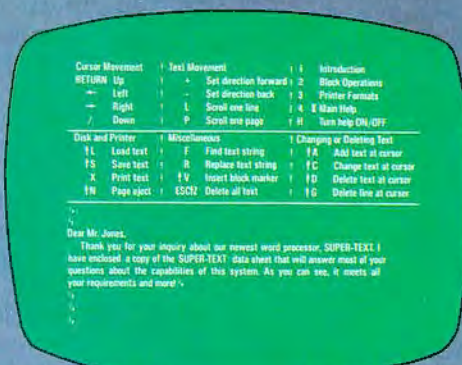 Cursor Movement ! Text Movement ! 1 Introduction
RETURN Up ! + Set direction forward ! 2 Block Operations
← Left ! - Set direction back ! 3 Printer Formats
→ Right ! L Scroll one line ! 4 Main Help
/ Down ! P Scroll one page ! H Turn help ON/OFF
Disk and Printer ! Miscellaneous ! Changing or Deleting Text
↑L Load text ! F Find text string ! ↑A Add text at cursor
↑S Save text ! R Replace text string ! ↑C Change text at cursor
X Print text ! ↑V Insert block marker ! ↑D Delete text at cursor
↑N Page eject ! ESC!Z Delete all text ! ↑G Delete line at cursor
Dear Mr. Jones,
Thank you for your inquiry about our newest word processor, SUPER-TEXT. I
have enclosed a copy of the SUPER-TEXT data sheet that will answer most of your
questions about the capabilities of this system. As you can see, it meets all
your requirements and more!